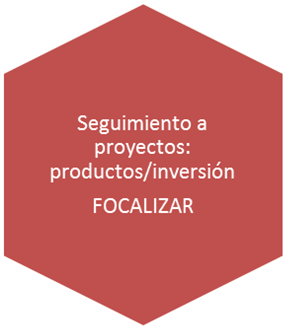 Seguimiento a
proyectos:
productos/inversión
FOCALIZAR